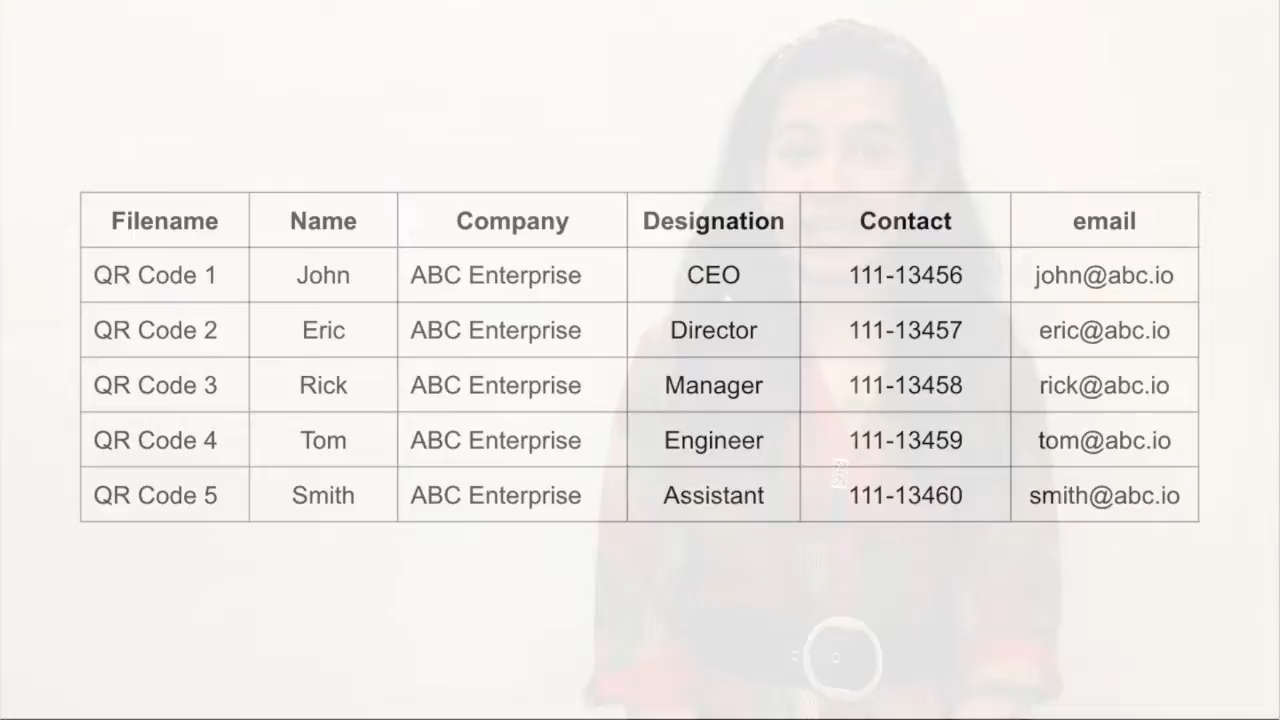 Filename Name Company Designation Contact email
QR Code 1 John ABC Enterprise CEO 111-13456 john@abc.io
QR Code 2 Eric ABC Enterprise Director 111-13457 eric@abc.io
QR Code 3 Rick ABC Enterprise Manager 111-13458 rick@abc.io
QR Code 4 Tom ABC Enterprise Engineer 111-13459 tom@abc.io
QR Code 5 Smith ABC Enterprise Assistant 111-13460 smith@abc.io